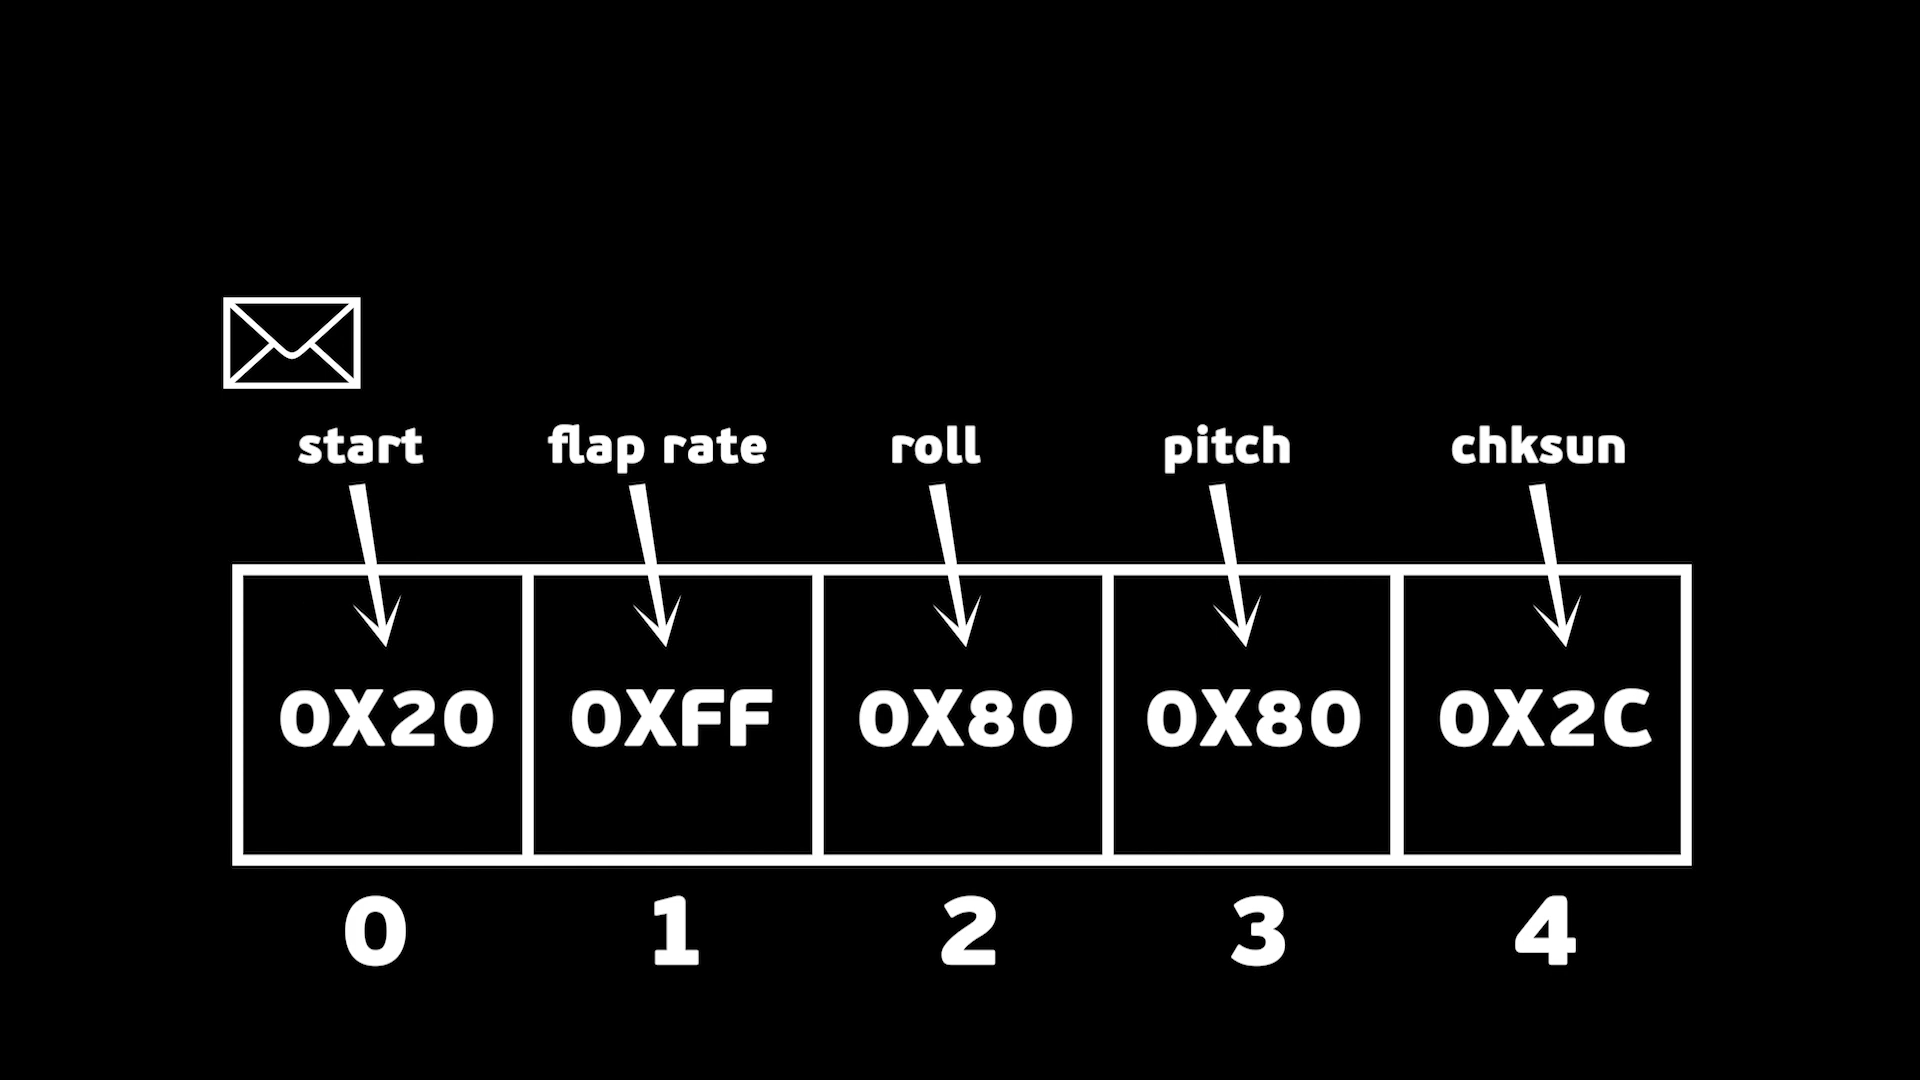 start flap rate roll pitch chksun
0X20 0XFF 0X80 0X80 0X2C
0 1 2 3 4